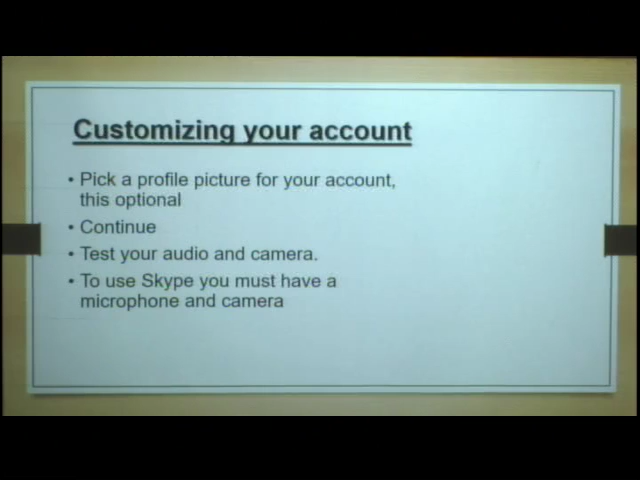 Customizing your account
• Pick a profile picture for your account,
this optional
• Continue
• Test your audio and camera.
• To use Skype you must have a
microphone and camera